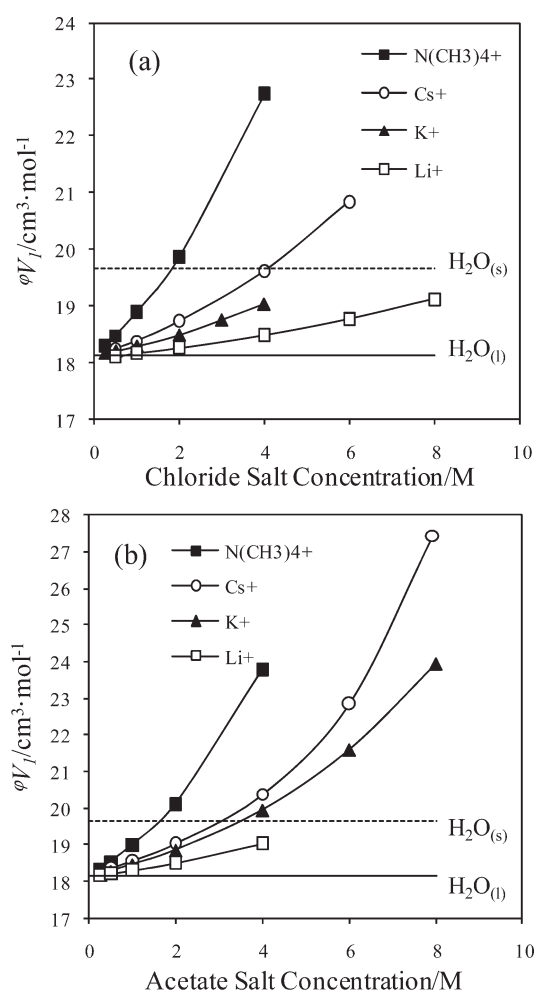 24
(a)
N(CH3)4+
23
Cs+
22
K+
21
Li+
20
H₂O(s)
19
18
H₂O(l)
17
φV₁/cm³·mol⁻¹
0 2 4 6 8 10
Chloride Salt Concentration/M
28
(b)
N(CH3)4+
27
Cs+
26
K+
25
Li+
24
23
22
21
20
H₂O(s)
19
18
H₂O(l)
17
φV₁/cm³·mol⁻¹
0 2 4 6 8 10
Acetate Salt Concentration/M